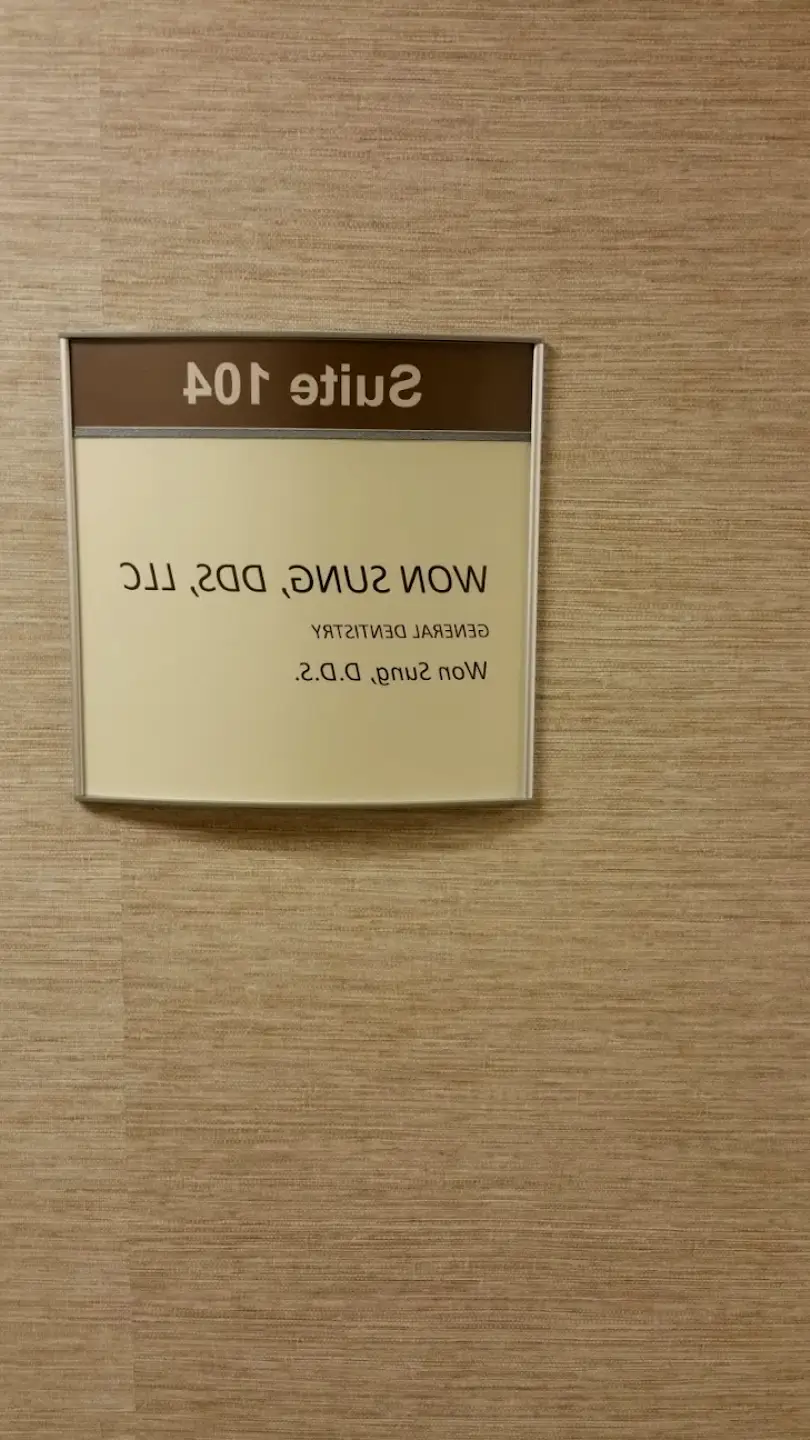 Suite 104
WON SUNG, DDS, LLC
GENERAL DENTISTRY
Won Sung, D.D.S.